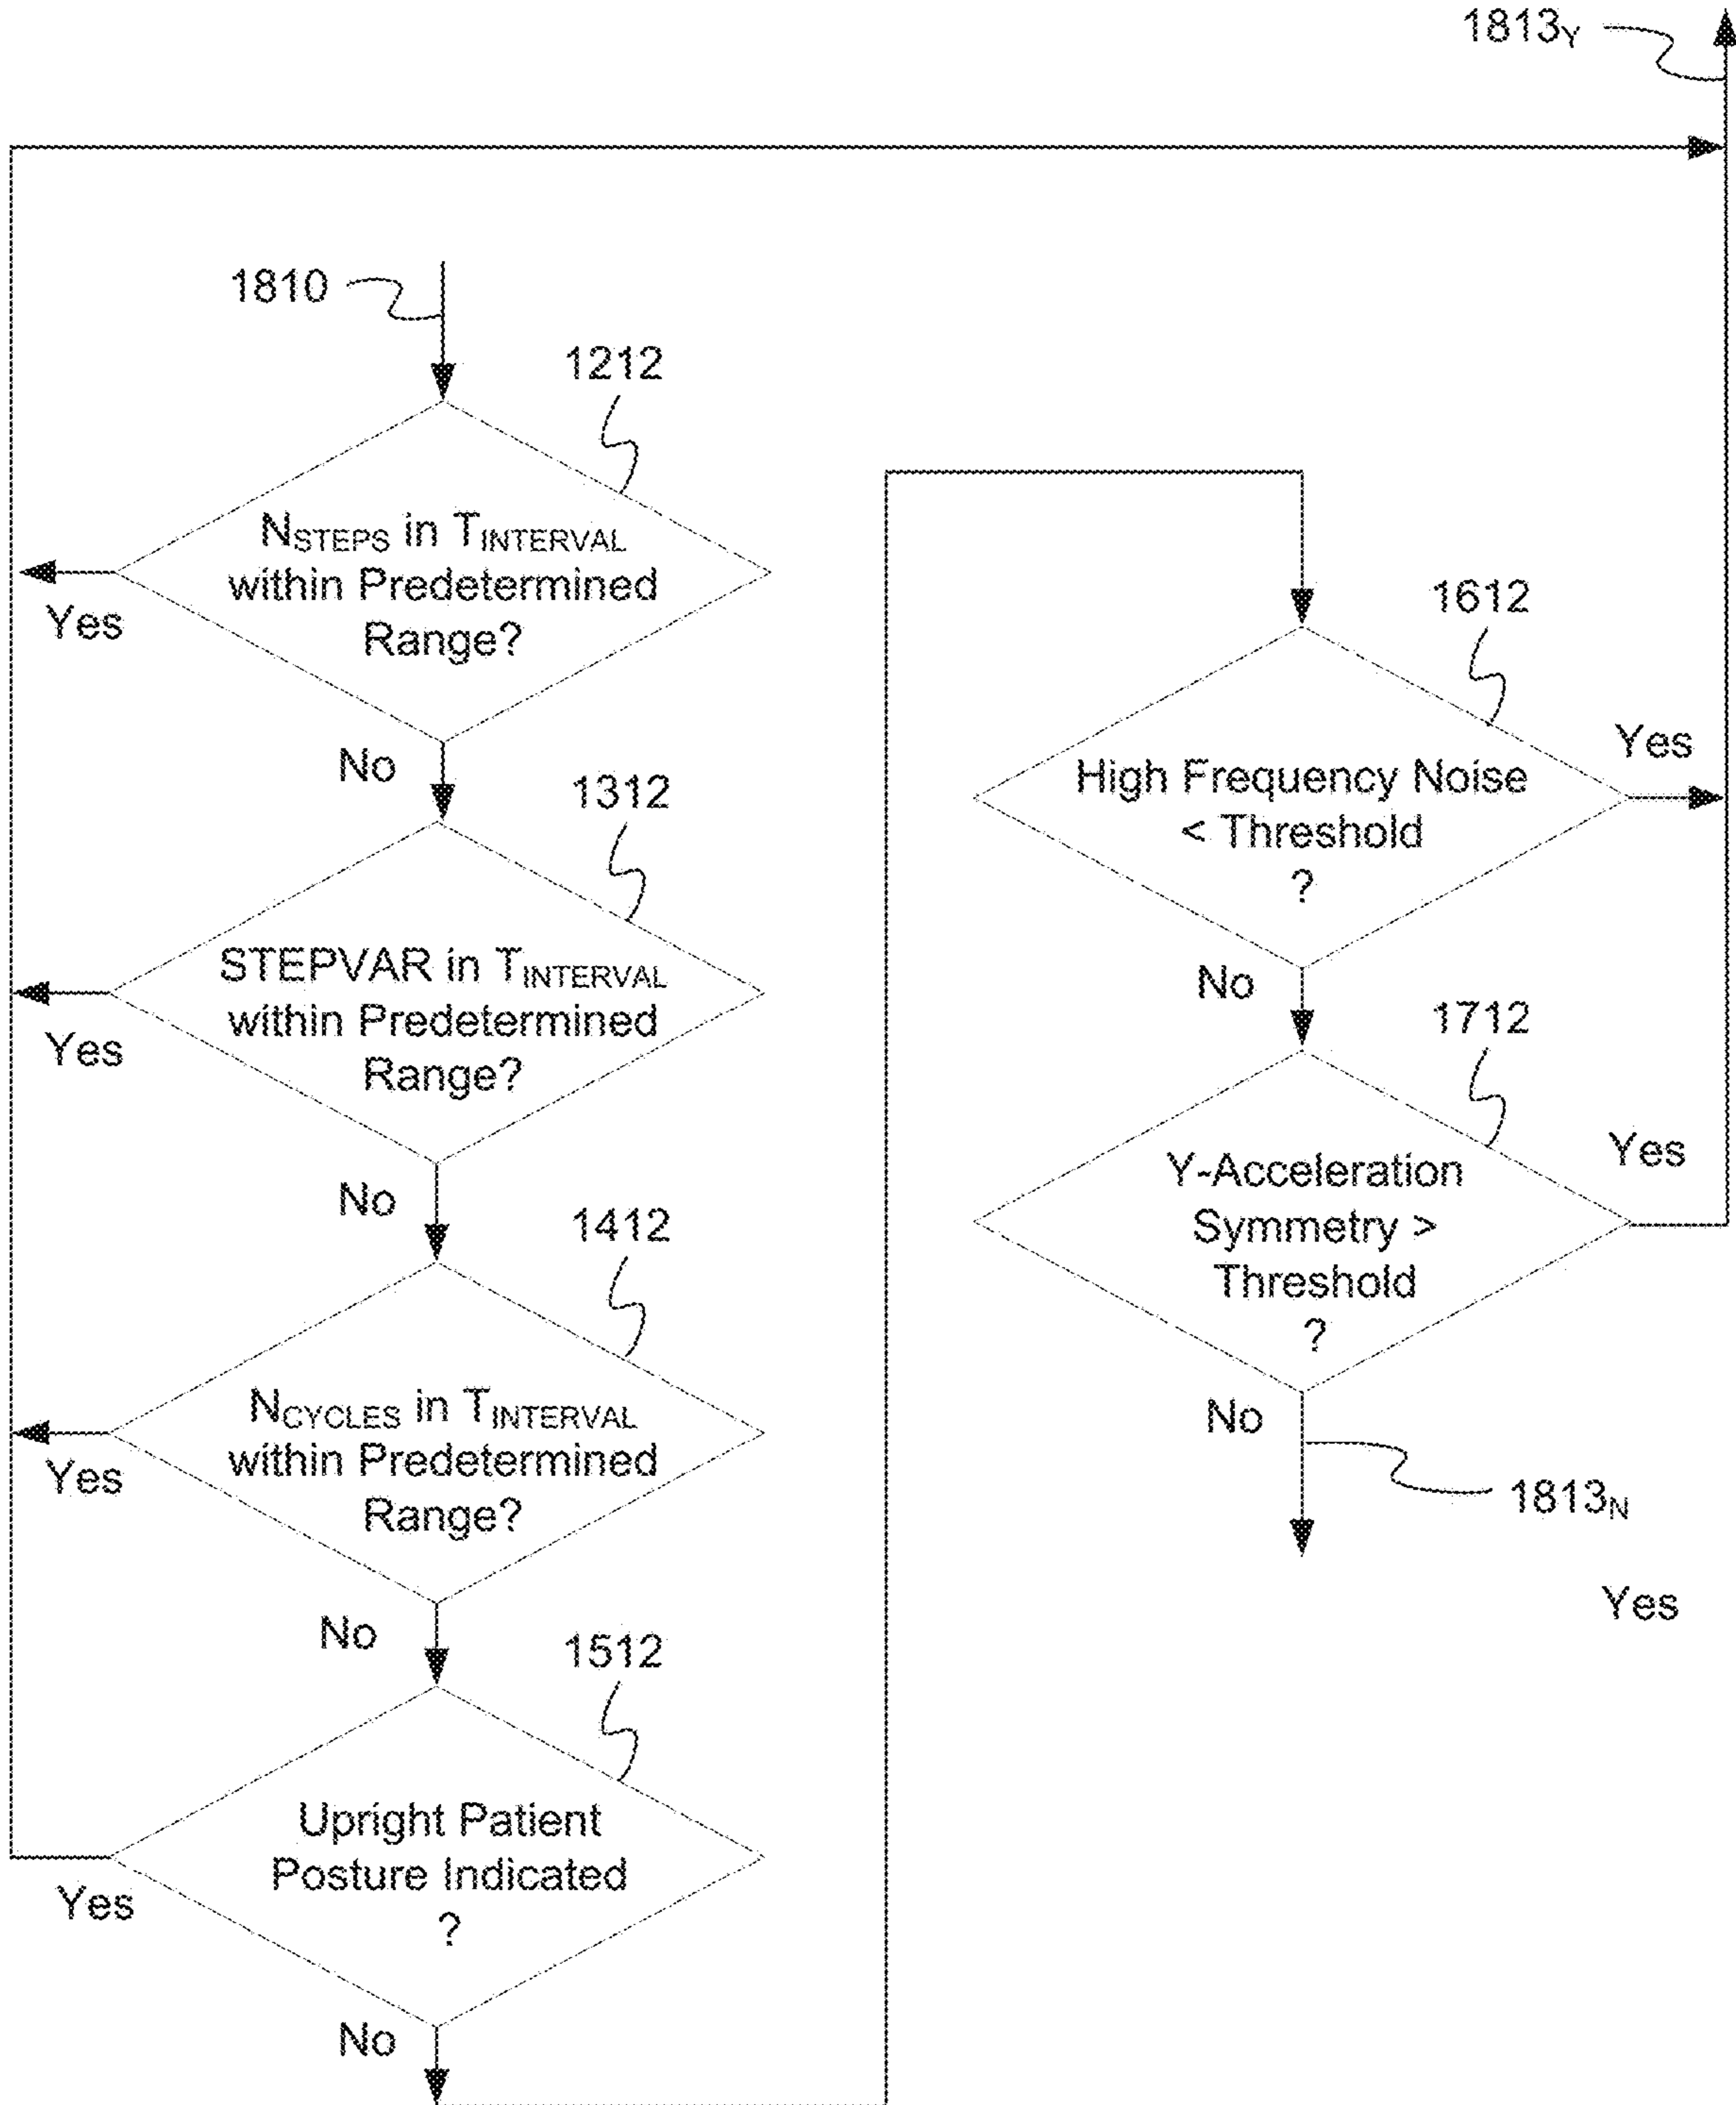 1813Y
1810
1212
NSTEPS in TINTERVAL
within Predetermined
Range?
Yes
No
1312
STEPVAR in TINTERVAL
within Predetermined
Range?
Yes
No
1412
NCYCLES in TINTERVAL
within Predetermined
Range?
Yes
No
1512
Upright Patient
Posture Indicated
?
Yes
No
1612
High Frequency Noise
< Threshold
?
Yes
No
1712
Y-Acceleration
Symmetry >
Threshold
?
Yes
No
1813N
Yes